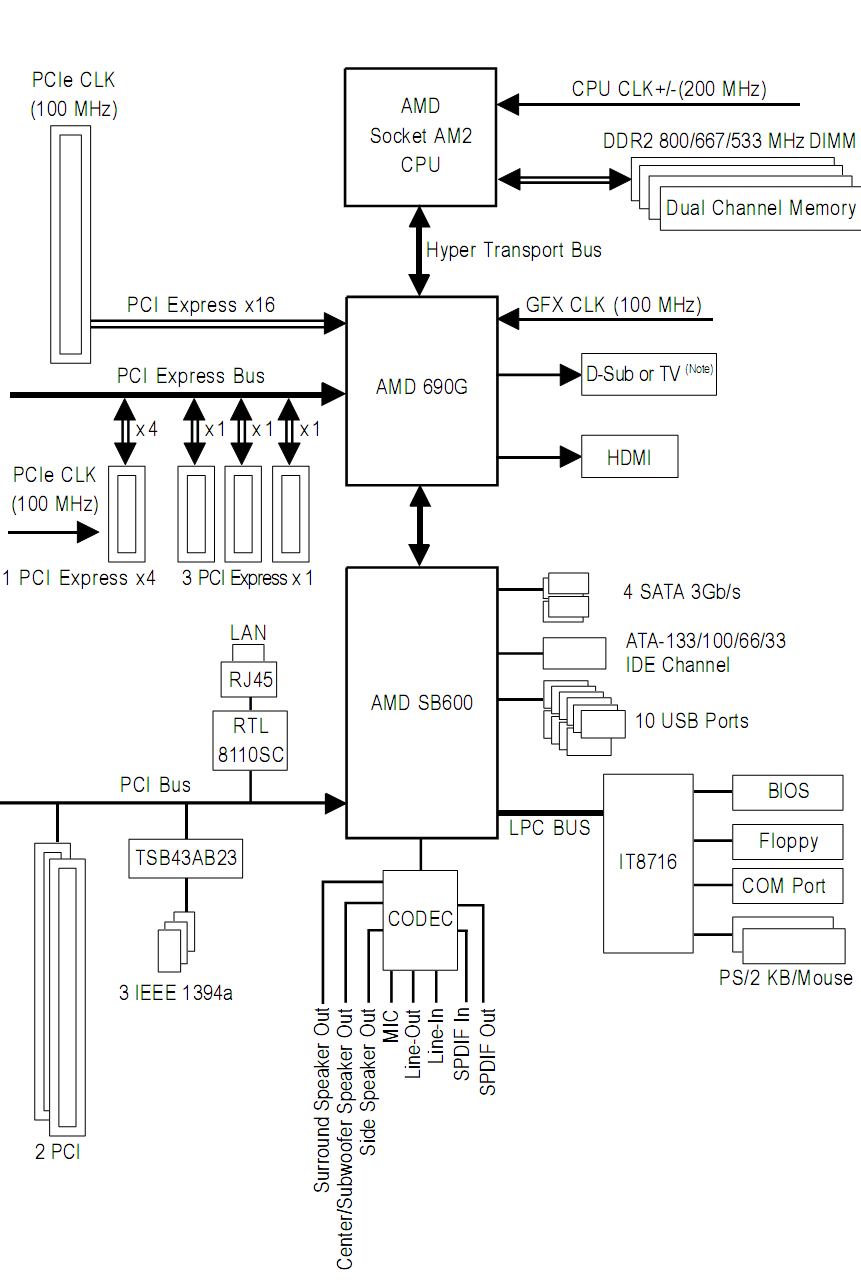 PCIe CLK
(100 MHz)
AMD
Socket AM2
CPU
CPU CLK+/-(200 MHz)
DDR2 800/667/533 MHz DIMM
Dual Channel Memory
Hyper Transport Bus
PCI Express x16
GFX CLK (100 MHz)
PCI Express Bus
AMD 690G
D-Sub or TV (Note)
x4
x1
x1
x1
HDMI
PCIe CLK
(100 MHz)
1 PCI Express x4
3 PCI Express x 1
4 SATA 3Gb/s
LAN
RJ45
ATA-133/100/66/33
IDE Channel
AMD SB600
RTL
8110SC
10 USB Ports
PCI Bus
LPC BUS
BIOS
Floppy
IT8716
COM Port
PS/2 KB/Mouse
TSB43AB23
CODEC
3 IEEE 1394a
Surround Speaker Out
Center/Subwoofer Speaker Out
Side Speaker Out
MIC
Line-Out
Line-In
SPDIF In
SPDIF Out
2 PCI